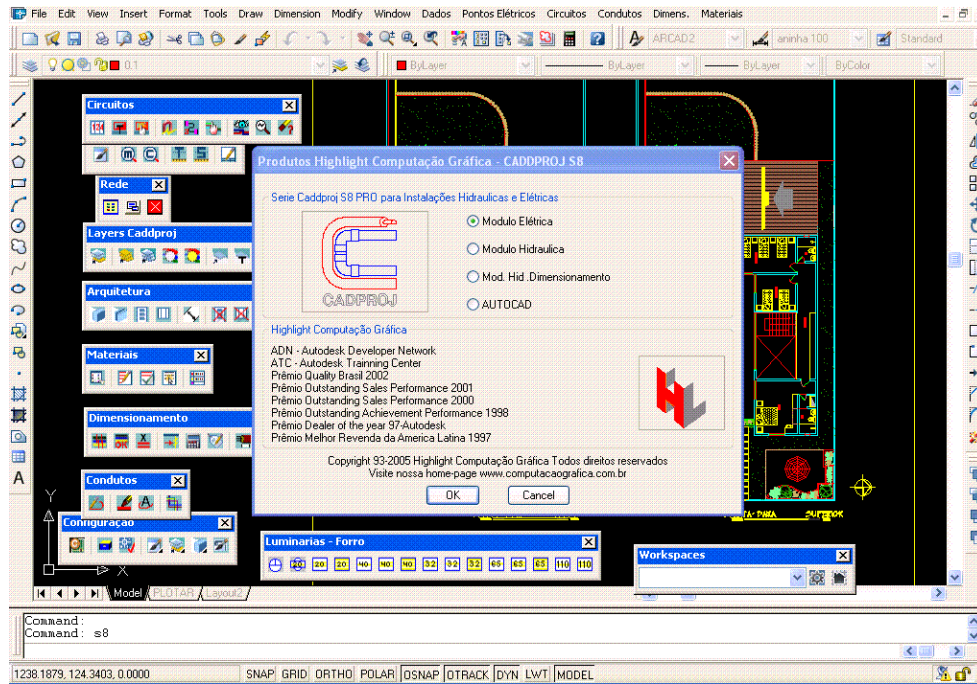 File Edit View Insert Format Tools Draw Dimension Modify Window Dados Pontos Elétricos Circuitos Condutos Dimens. Materiais
ARCAD2 aninha 100 Standard
0.1 ByLayer ByLayer ByLayer ByColor
Circuitos
Rede
Layers Caddproj
Arquitetura
Materiais
Dimensionamento
Condutos
Configuração
Produtos Highlight Computação Gráfica - CADDPROJ S8
Serie Caddproj S8 PRO para Instalações Hidraulicas e Elétricas
CADPROJ
Modulo Elétrica
Modulo Hidraulica
Mod. Hid .Dimensionamento
AUTOCAD
Highlight Computação Gráfica
ADN - Autodesk Developer Network
ATC - Autodesk Trainning Center
Prêmio Quality Brasil 2002
Prêmio Outstanding Sales Performance 2001
Prêmio Outstanding Sales Performance 2000
Prêmio Outstanding Achievement Performance 1998
Prêmio Dealer of the year 97-Autodesk
Prêmio Melhor Revenda da America Latina 1997
Copyright 93-2005 Highlight Computação Gráfica Todos direitos reservados
Visite nossa home-page www.computacaografica.com.br
OK Cancel
Luminarias - Forro
20 20 40 40 40 32 32 32 65 65 65 110 110
Workspaces
Y
X
Model PLOTAR Layout2
Command:
Command: s8
1238.1879, 124.3403, 0.0000 SNAP GRID ORTHO POLAR OSNAP OTRACK DYN LWT MODEL